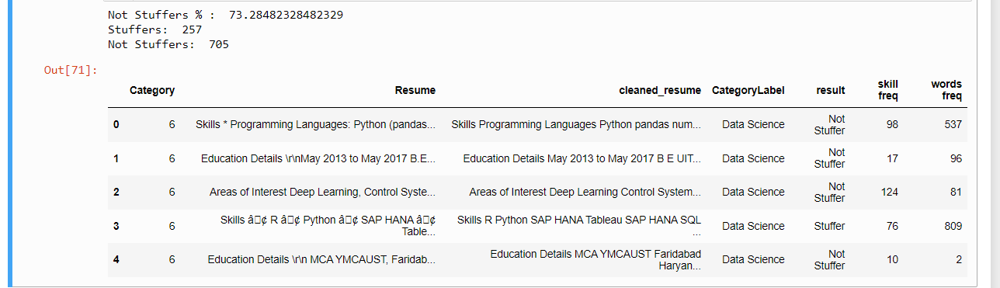 Not Stuffers % :  73.28482328482329
Stuffers:  257
Not Stuffers:  705
Out[71]:
Category Resume cleaned_resume CategoryLabel result skill freq words freq
0 6 Skills * Programming Languages: Python (pandas... Skills Programming Languages Python pandas num... Data Science Not Stuffer 98 537
1 6 Education Details \r\nMay 2013 to May 2017 B.E... Education Details May 2013 to May 2017 B E UIT... Data Science Not Stuffer 17 96
2 6 Areas of Interest Deep Learning, Control Syste... Areas of Interest Deep Learning Control System... Data Science Not Stuffer 124 81
3 6 Skills â¢ R â¢ Python â¢ SAP HANA â¢ Table... Skills R Python SAP HANA Tableau SAP HANA SQL ... Data Science Stuffer 76 809
4 6 Education Details \r\n MCA YMCAUST, Faridab... Education Details MCA YMCAUST Faridabad Haryan... Data Science Not Stuffer 10 2